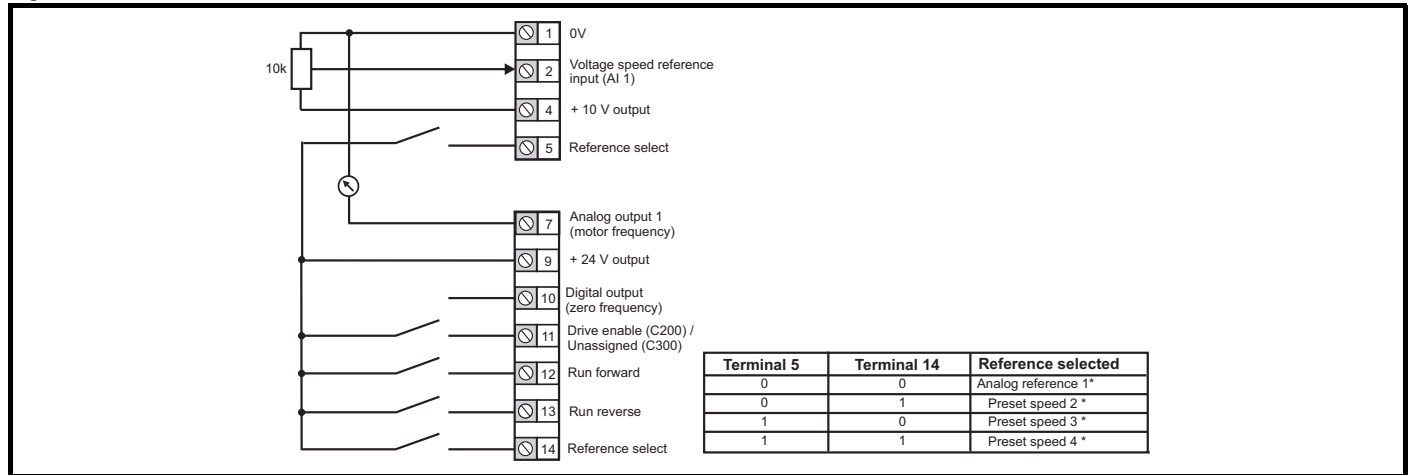 1 0V
10k
2 Voltage speed reference
input (AI 1)
4 + 10 V output
5 Reference select
7 Analog output 1
(motor frequency)
9 + 24 V output
10 Digital output
(zero frequency)
11 Drive enable (C200) /
Unassigned (C300)
12 Run forward
13 Run reverse
14 Reference select
Terminal 5 Terminal 14 Reference selected
0 0 Analog reference 1*
0 1 Preset speed 2 *
1 0 Preset speed 3 *
1 1 Preset speed 4 *